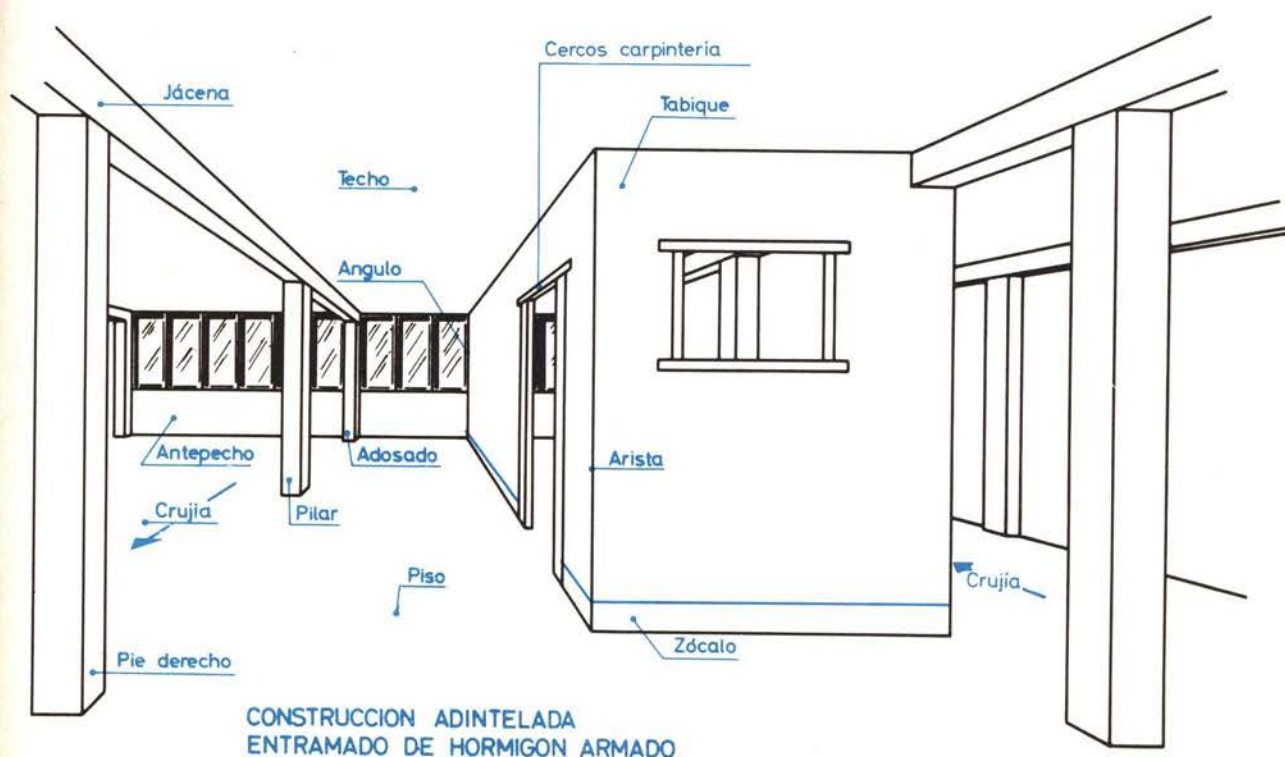 Cercos carpinteria
Jácena
Tabique
Techo
Angulo
Antepecho
Adosado
Arista
Crujia
Pilar
Piso
Crujía
Zócalo
Pie derecho
CONSTRUCCION ADINTELADA
ENTRAMADO DE HORMIGON ARMADO